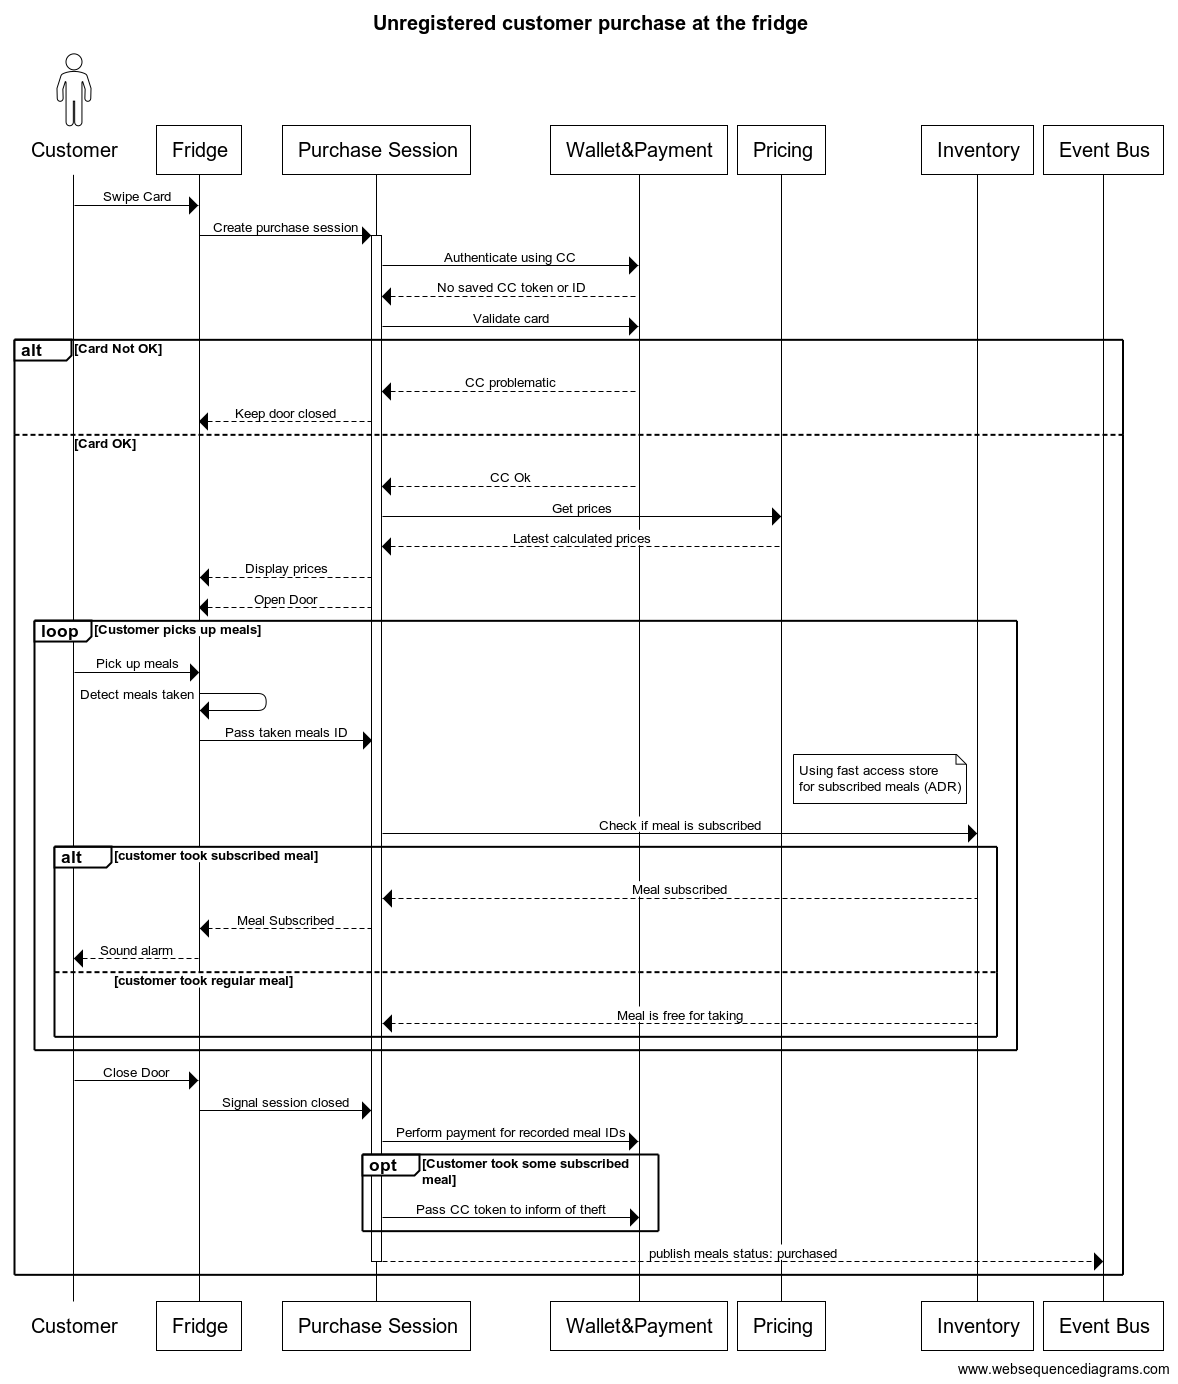 Unregistered customer purchase at the fridge
Customer
Fridge
Purchase Session
Wallet&Payment
Pricing
Inventory
Event Bus
Swipe Card
Create purchase session
Authenticate using CC
No saved CC token or ID
Validate card
alt
[Card Not OK]
CC problematic
Keep door closed
[Card OK]
CC Ok
Get prices
Latest calculated prices
Display prices
Open Door
loop
[Customer picks up meals]
Pick up meals
Detect meals taken
Pass taken meals ID
Using fast access store
for subscribed meals (ADR)
Check if meal is subscribed
alt
[customer took subscribed meal]
Meal subscribed
Meal Subscribed
Sound alarm
[customer took regular meal]
Meal is free for taking
Close Door
Signal session closed
Perform payment for recorded meal IDs
opt
[Customer took some subscribed
meal]
Pass CC token to inform of theft
publish meals status: purchased
Customer
Fridge
Purchase Session
Wallet&Payment
Pricing
Inventory
Event Bus
www.websequencediagrams.com